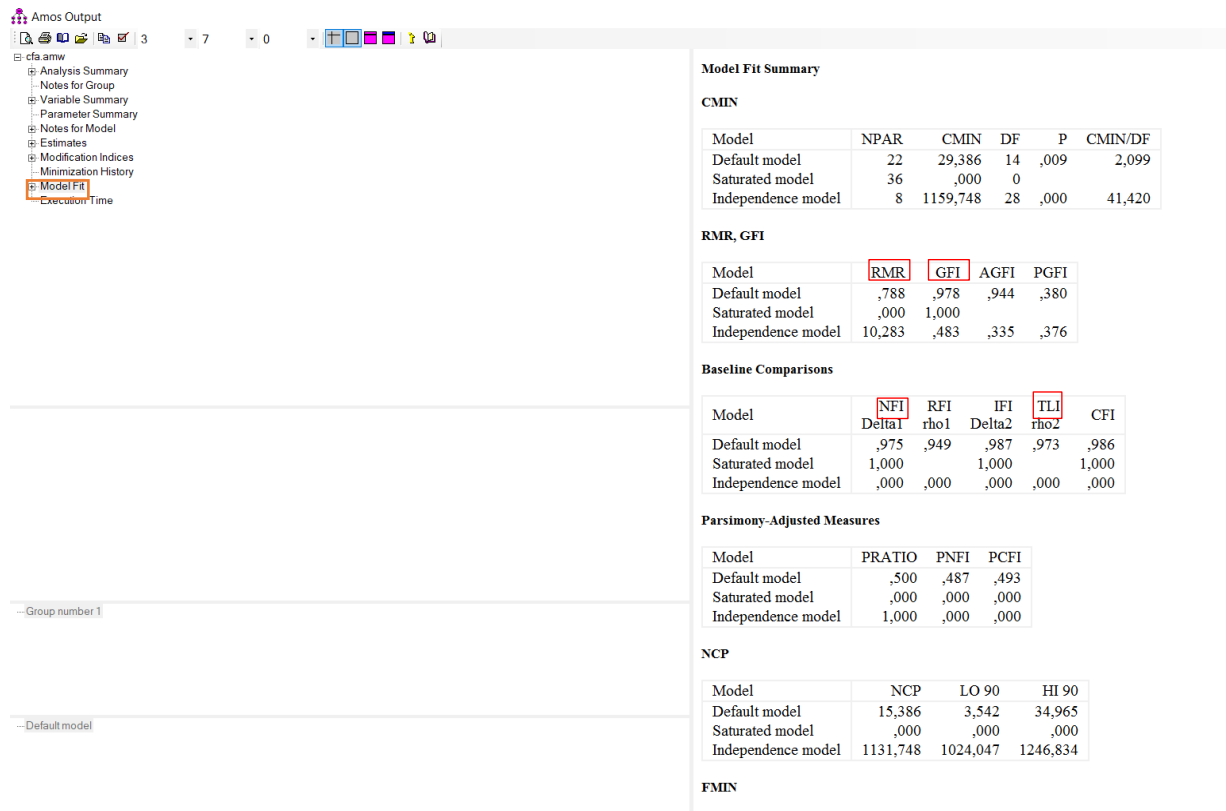 Amos Output
3 7 0
cfa.amw
Analysis Summary
Notes for Group
Variable Summary
Parameter Summary
Notes for Model
Estimates
Modification Indices
Minimization History
Model Fit
Execution Time
Group number 1
Default model
Model Fit Summary
CMIN
Model NPAR CMIN DF P CMIN/DF
Default model 22 29,386 14 ,009 2,099
Saturated model 36 ,000 0
Independence model 8 1159,748 28 ,000 41,420
RMR, GFI
Model RMR GFI AGFI PGFI
Default model ,788 ,978 ,944 ,380
Saturated model ,000 1,000
Independence model 10,283 ,483 ,335 ,376
Baseline Comparisons
Model NFI RFI IFI TLI CFI
Delta1 rho1 Delta2 rho2
Default model ,975 ,949 ,987 ,973 ,986
Saturated model 1,000 1,000 1,000
Independence model ,000 ,000 ,000 ,000 ,000
Parsimony-Adjusted Measures
Model PRATIO PNFI PCFI
Default model ,500 ,487 ,493
Saturated model ,000 ,000 ,000
Independence model 1,000 ,000 ,000
NCP
Model NCP LO 90 HI 90
Default model 15,386 3,542 34,965
Saturated model ,000 ,000 ,000
Independence model 1131,748 1024,047 1246,834
FMIN